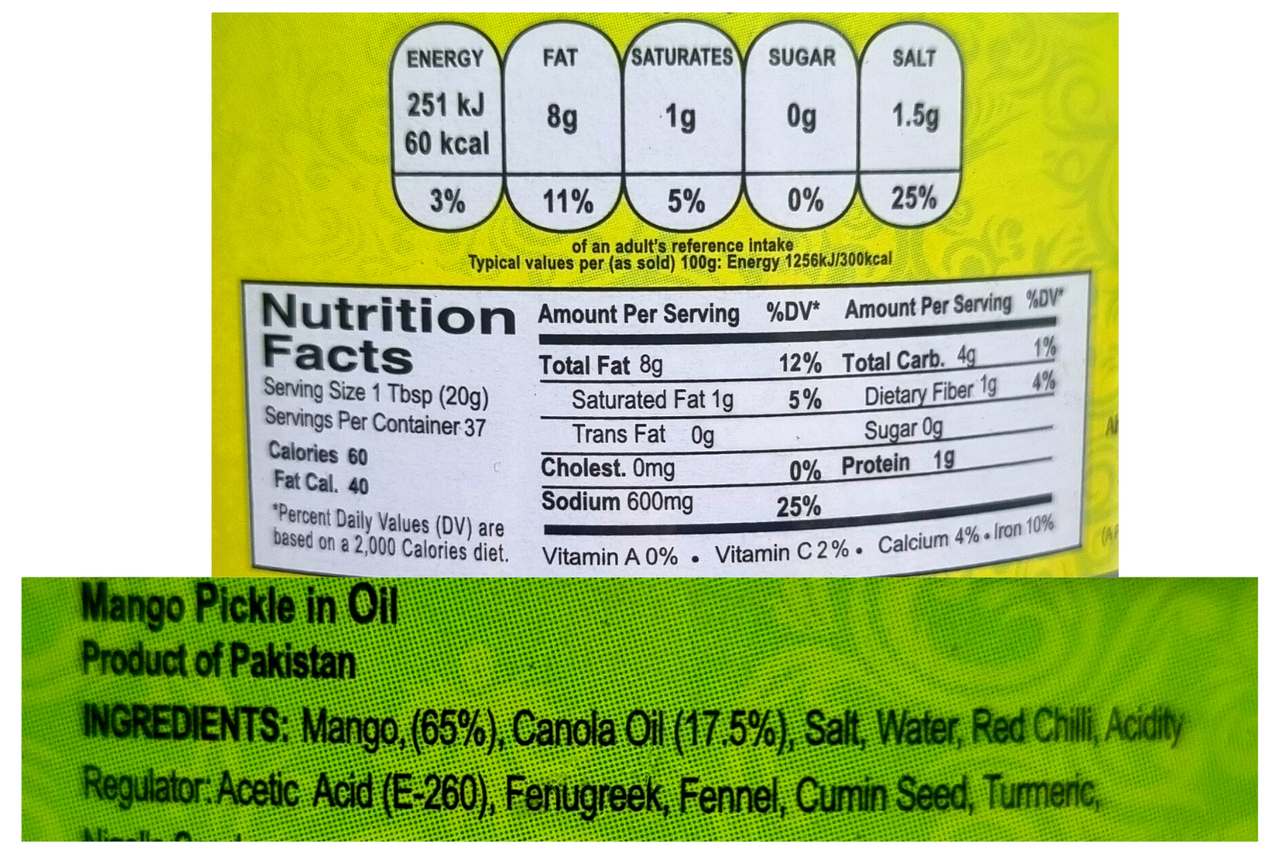 ENERGY FAT SATURATES SUGAR SALT
251 kJ 60 kcal 8g 1g 0g 1.5g
3% 11% 5% 0% 25%
of an adult's reference intake
Typical values per (as sold) 100g: Energy 1256kJ/300kcal
Nutrition
Facts
Serving Size 1 Tbsp (20g)
Servings Per Container 37
Calories 60
Fat Cal. 40
*Percent Daily Values (DV) are
based on a 2,000 Calories diet.
Amount Per Serving %DV* Amount Per Serving %DV*
Total Fat 8g 12% Total Carb. 4g 1%
Saturated Fat 1g 5% Dietary Fiber 1g 4%
Trans Fat 0g Sugar 0g
Cholest. 0mg 0% Protein 1g
Sodium 600mg 25%
Vitamin A 0% • Vitamin C 2% • Calcium 4% • Iron 10%
Mango Pickle in Oil
Product of Pakistan
INGREDIENTS: Mango, (65%), Canola Oil (17.5%), Salt, Water, Red Chilli, Acidity
Regulator: Acetic Acid (E-260), Fenugreek, Fennel, Cumin Seed, Turmeric,